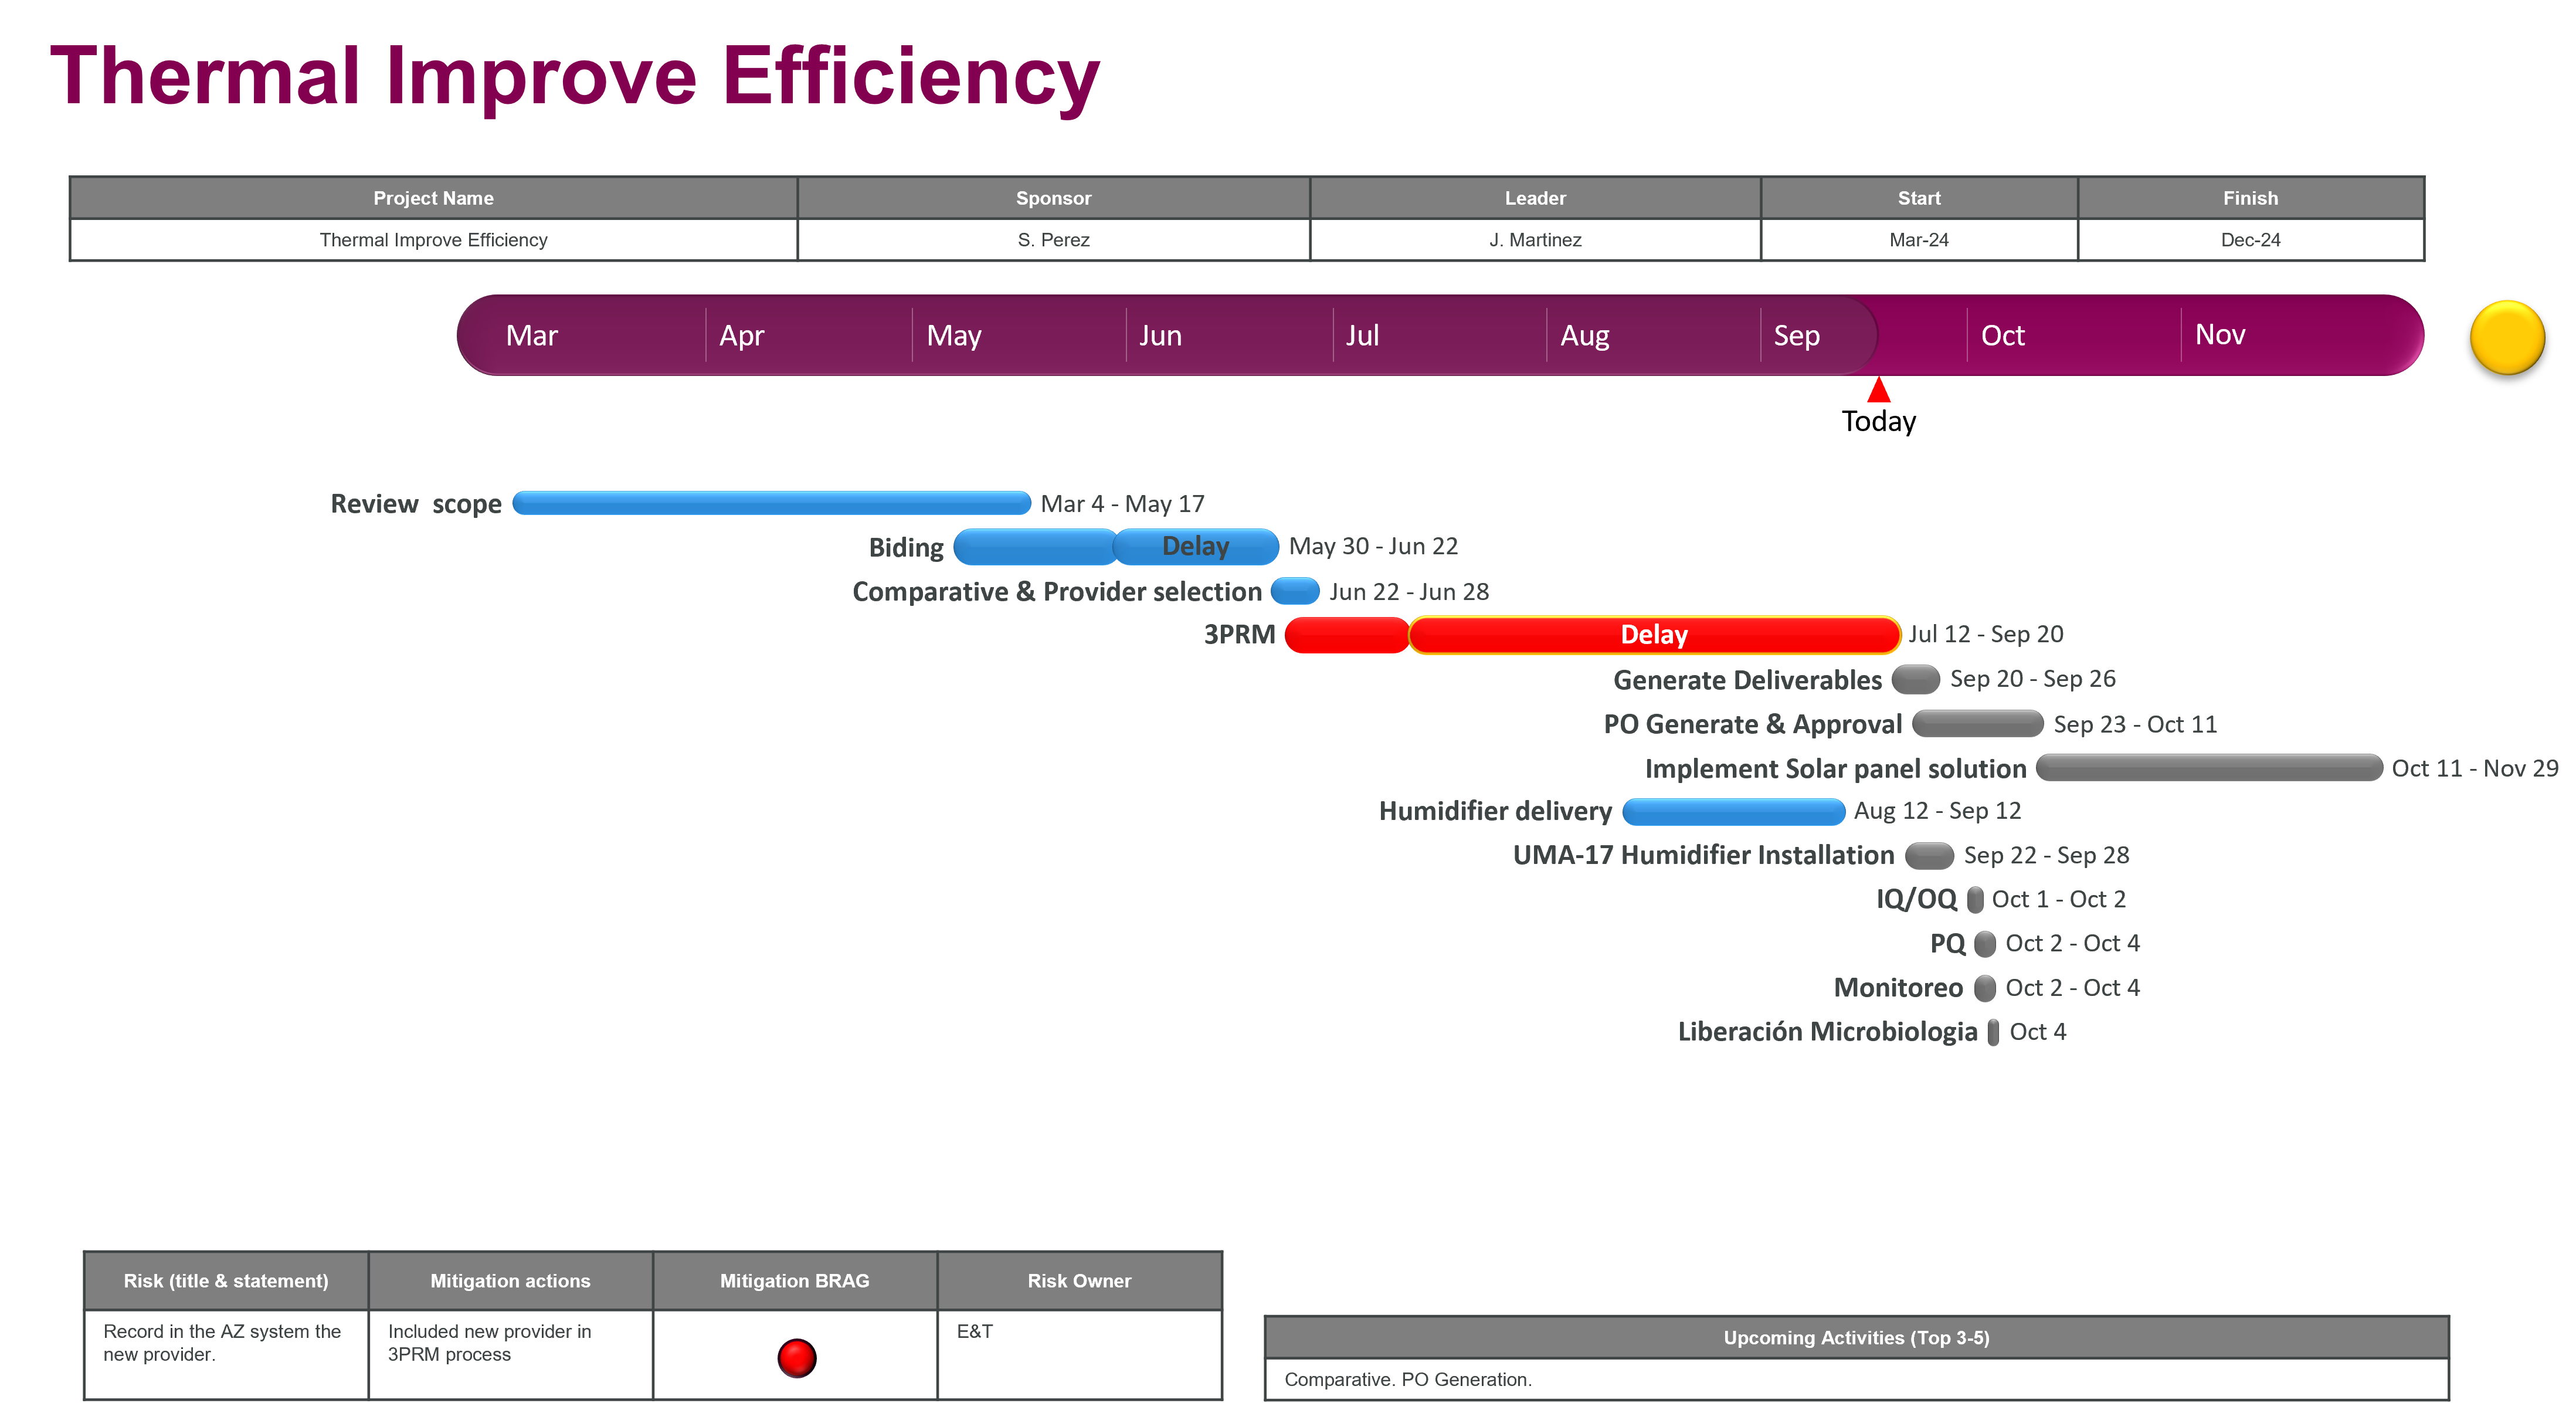 Thermal Improve Efficiency
Project Name Sponsor Leader Start Finish
Thermal Improve Efficiency S. Perez J. Martinez Mar-24 Dec-24
Mar Apr May Jun Jul Aug Sep Oct Nov
Today
Review scope Mar 4 - May 17
Biding Delay May 30 - Jun 22
Comparative & Provider selection Jun 22 - Jun 28
3PRM Delay Jul 12 - Sep 20
Generate Deliverables Sep 20 - Sep 26
PO Generate & Approval Sep 23 - Oct 11
Implement Solar panel solution Oct 11 - Nov 29
Humidifier delivery Aug 12 - Sep 12
UMA-17 Humidifier Installation Sep 22 - Sep 28
IQ/OQ Oct 1 - Oct 2
PQ Oct 2 - Oct 4
Monitoreo Oct 2 - Oct 4
Liberación Microbiologia Oct 4
Risk (title & statement) Mitigation actions Mitigation BRAG Risk Owner
Record in the AZ system the
new provider.
Included new provider in
3PRM process
E&T
Upcoming Activities (Top 3-5)
Comparative. PO Generation.